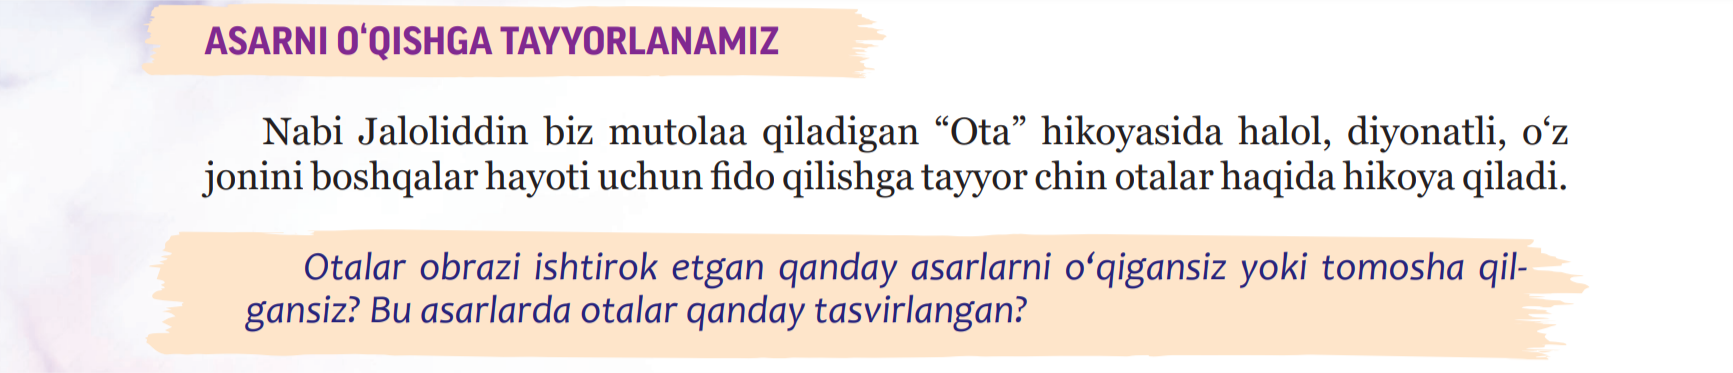 ASARNI O‘QISHGA TAYYORLANAMIZ
Nabi Jaloliddin biz mutolaa qiladigan “Ota” hikoyasida halol, diyonatli, o‘z
jonini boshqalar hayoti uchun fido qilishga tayyor chin otalar haqida hikoya qiladi.
Otalar obrazi ishtirok etgan qanday asarlarni o‘qigansiz yoki tomosha qil-
gansiz? Bu asarlarda otalar qanday tasvirlangan?